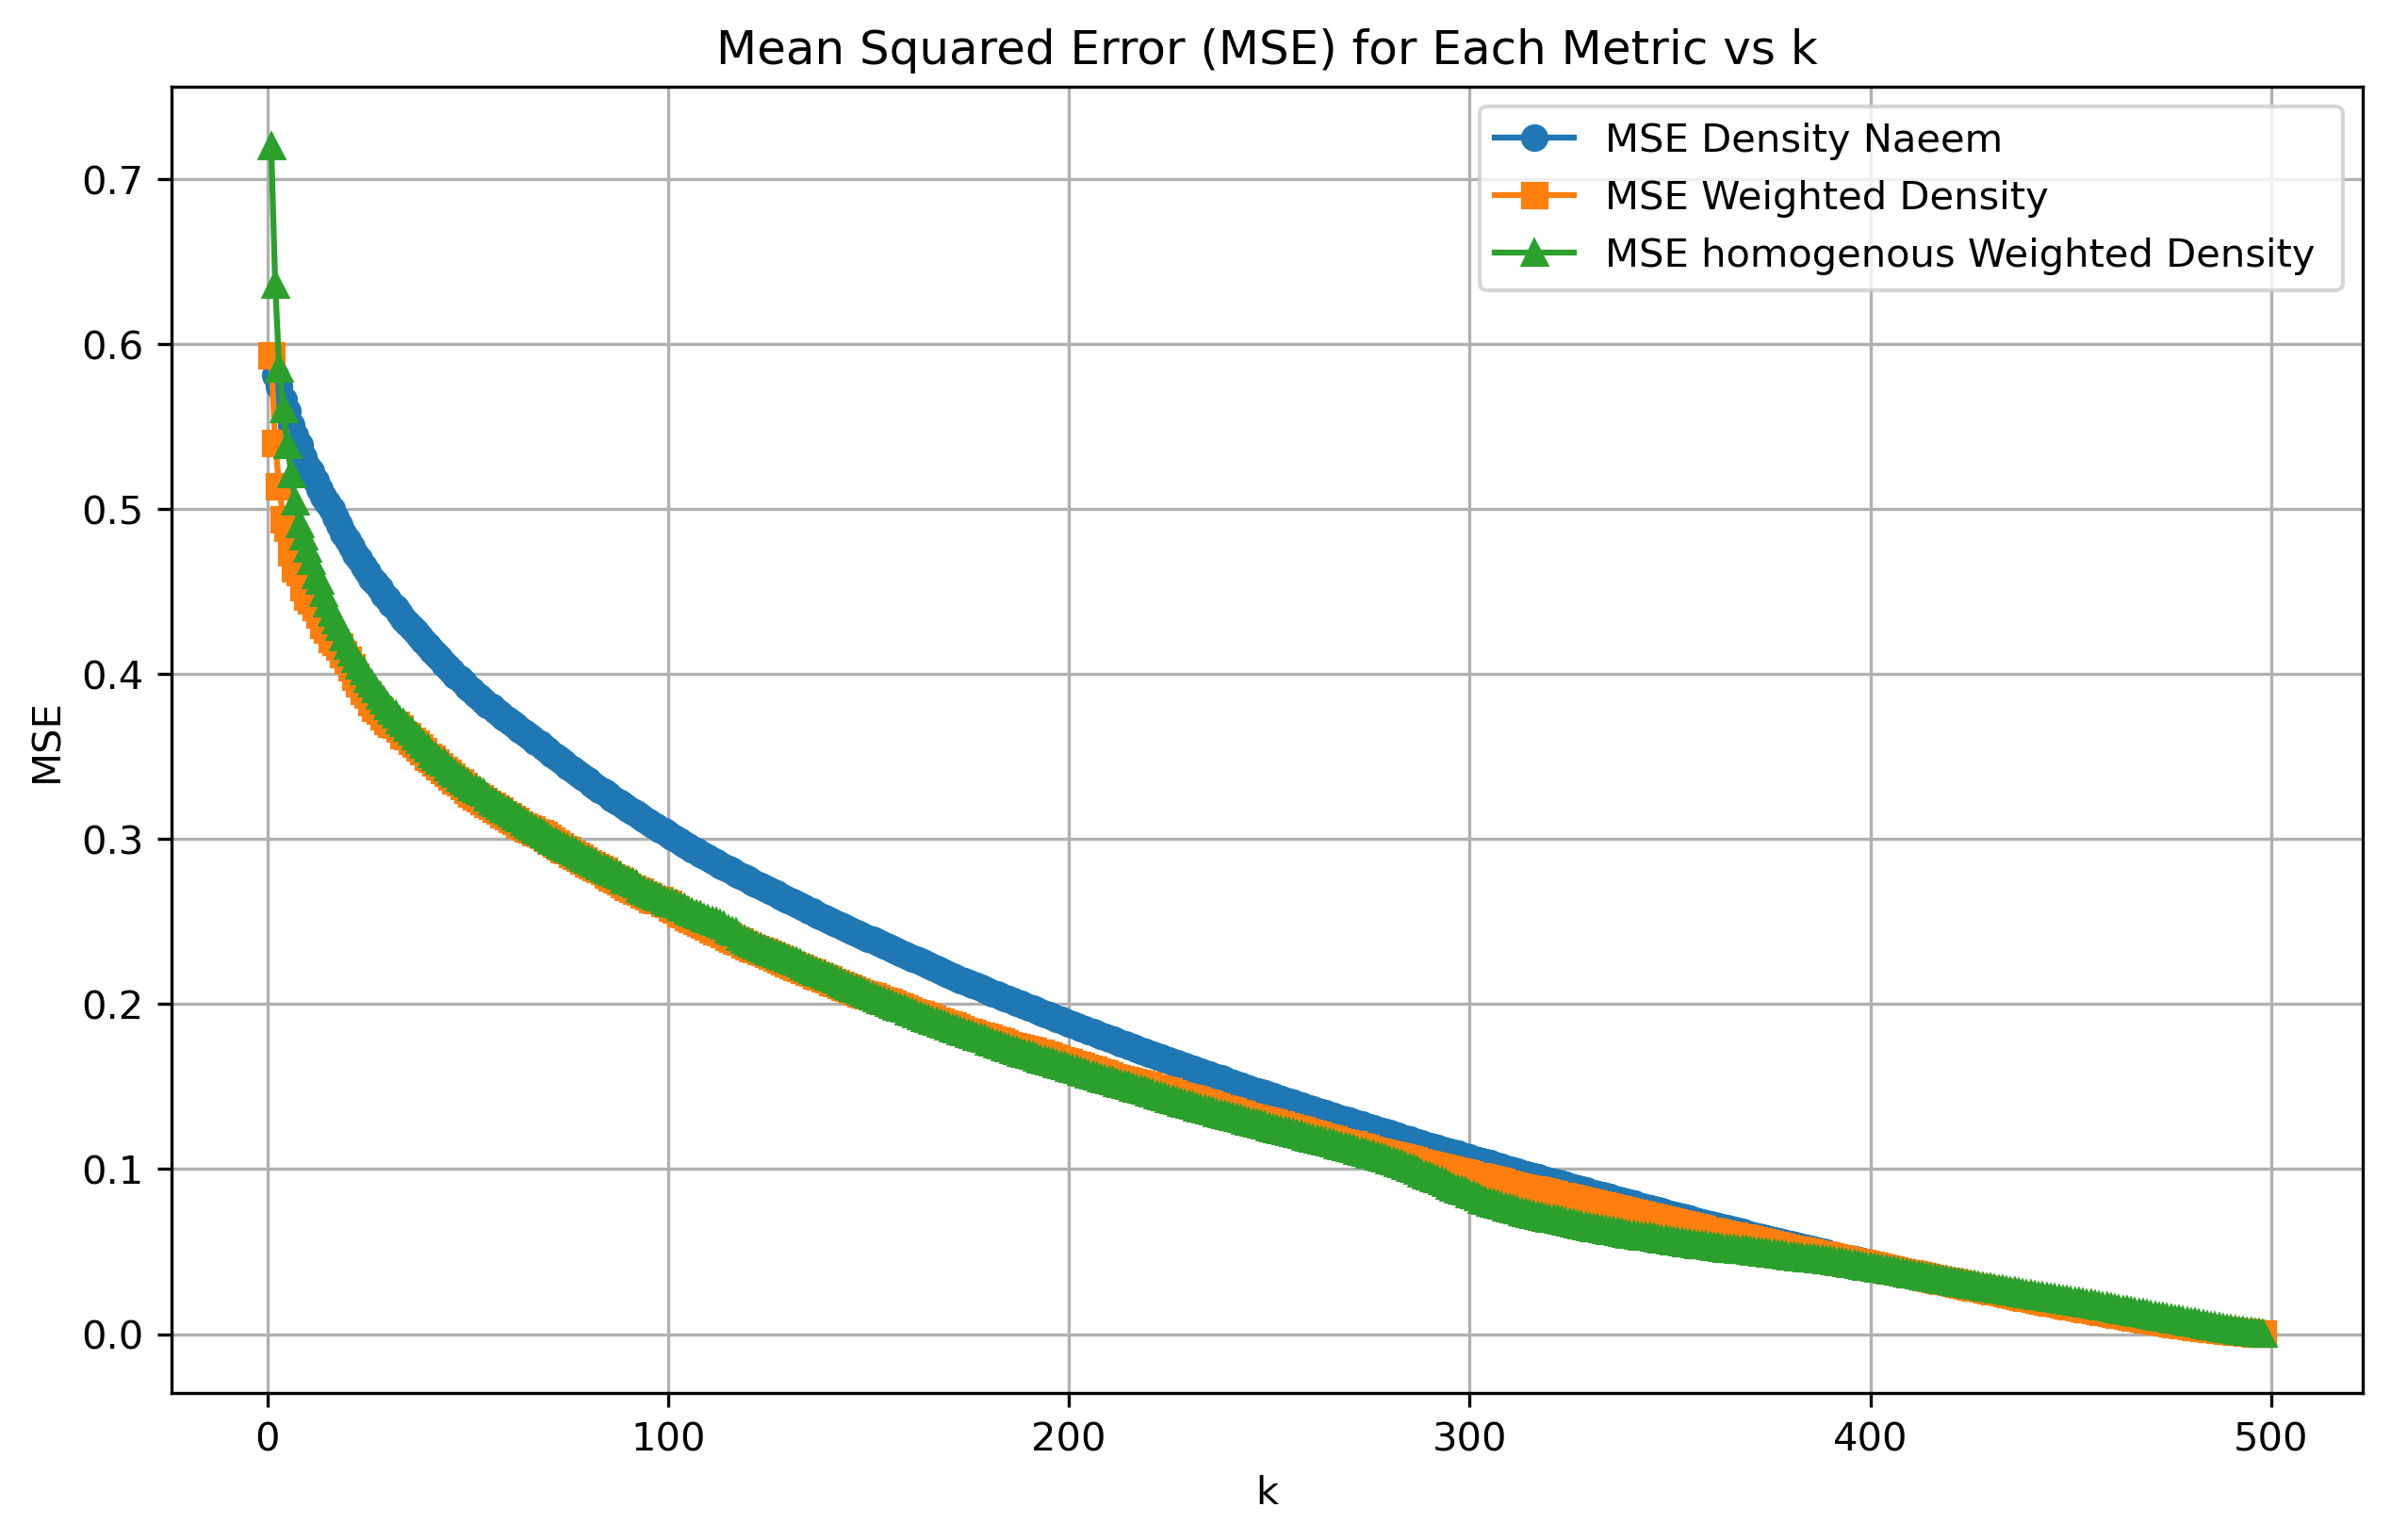 Mean Squared Error (MSE) for Each Metric vs k
MSE Density Naeem
MSE Weighted Density
MSE homogenous Weighted Density
0.7
0.6
0.5
0.4
0.3
0.2
0.1
0.0
MSE
0 100 200 300 400 500
k